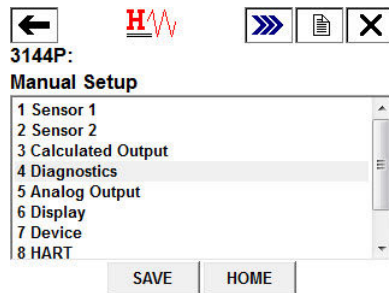 H
3144P:
Manual Setup
1 Sensor 1
2 Sensor 2
3 Calculated Output
4 Diagnostics
5 Analog Output
6 Display
7 Device
8 HART
SAVE HOME